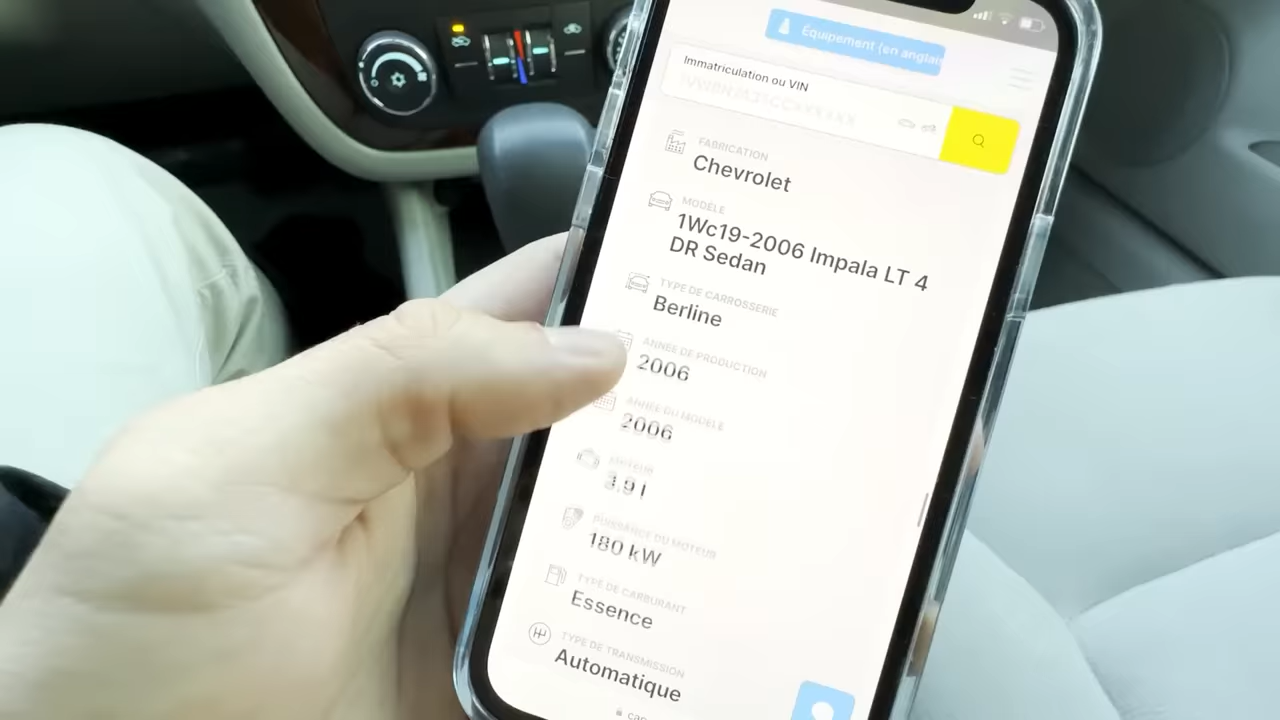 Équipement (en anglai
Immatriculation ou VIN
FABRICATION
Chevrolet
MODÈLE
1Wc19-2006 Impala LT 4
DR Sedan
TYPE DE CARROSSERIE
Berline
ANNÉE DE PRODUCTION
2006
ANNÉE DU MODÈLE
2006
MOTEUR
3.9 l
PUISSANCE DU MOTEUR
180 kW
TYPE DE CARBURANT
Essence
TYPE DE TRANSMISSION
Automatique